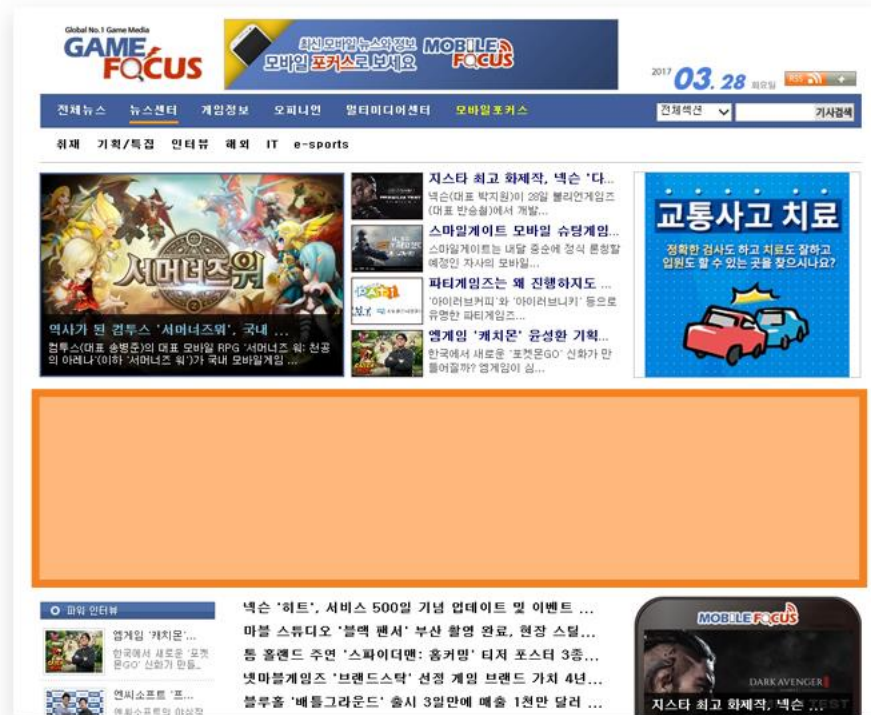 Global No.1 Game Media
GAME
FOCUS
최신 모바일 뉴스와 정보
모바일 포커스로 보세요
MOBILE
FOCUS
2017 03. 28 화요일
RSS +
전체뉴스 뉴스센터 게임정보 오피니언 멀티미디어센터 모바일포커스
전체섹션 기사검색
취재 기획/특집 인터뷰 해외 IT e-sports
서머너즈워
역사가 된 컴투스 '서머너즈워', 국내 ...
컴투스(대표 송병준)의 대표 모바일 RPG '서머너즈 워: 천공
의 아레나'(이하 '서머너즈 워')가 국내 모바일게임 ...
지스타 최고 화제작, 넥슨 '다...
넥슨(대표 박지원)이 28일 불리언게임즈
(대표 반승철)에서 개발...
스마일게이트 모바일 슈팅게임...
스마일게이트는 내달 중순에 정식 론칭할
예정인 자사의 모바일...
파티게임즈는 왜 진행하지도 ...
'아이러브커피'와 '아이러브니키' 등으로
유명한 파티게임즈...
엠게임 '캐치몬' 윤성환 기획...
한국에서 새로운 '포켓몬GO' 신화가 만
들어질까? 엠게임이 심...
교통사고 치료
정확한 검사도 하고 치료도 잘하고
입원도 할 수 있는 곳을 찾으시나요?
파워 인터뷰
엠게임 '캐치몬'...
한국에서 새로운 '포켓
몬GO' 신화가 만들...
엔씨소프트 '프...
엔씨소프트의 야심작
넥슨 '히트', 서비스 500일 기념 업데이트 및 이벤트 ...
마블 스튜디오 '블랙 팬서' 부산 촬영 완료, 현장 스틸...
톰 홀랜드 주연 '스파이더맨: 홈커밍' 티저 포스터 3종...
넷마블게임즈 '브랜드스탁' 선정 게임 브랜드 가치 4년...
블루홀 '배틀그라운드' 출시 3일만에 매출 1천만 달러 ...
MOBILE FOCUS
DARK AVENGER
TEST
지스타 최고 화제작, 넥슨 ...